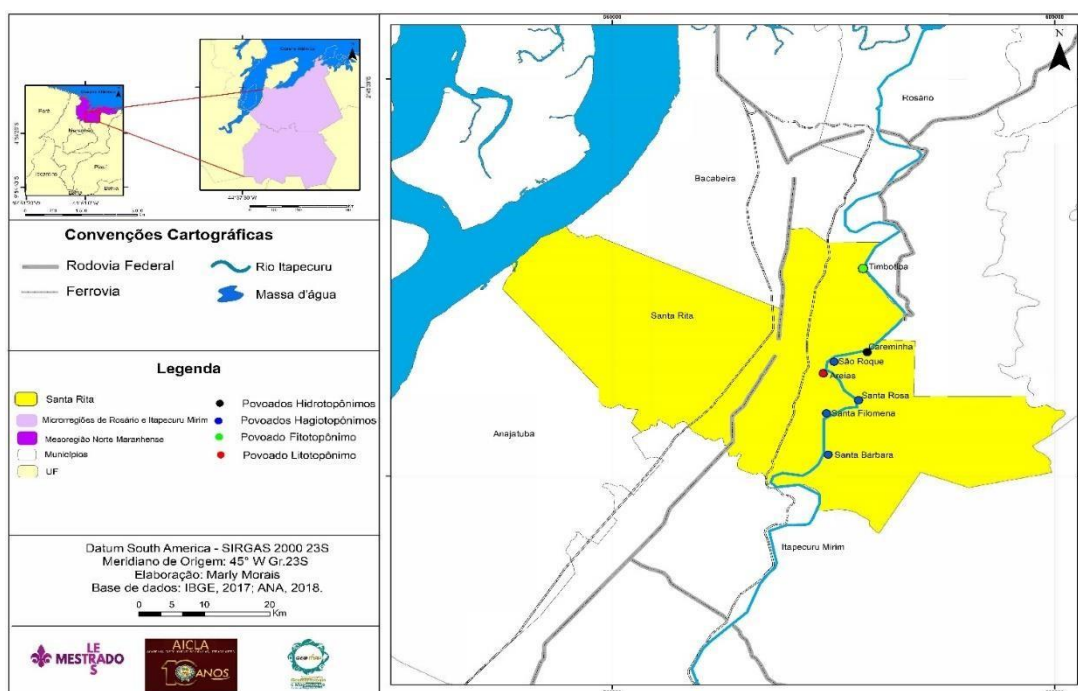 Convenções Cartográficas
Rodovia Federal
Rio Itapecuru
Ferrovia
Massa d'água
Legenda
Santa Rita
Microrregiões de Rosário e Itapecuru Mirim
Mesorregião Norte Maranhense
Municípios
UF
Povoados Hidrotopônimos
Povoados Hagiotopônimos
Povoado Fitotopônimo
Povoado Litotopônimo
Datum South America - SIRGAS 2000 23S
Meridiano de Origem: 45° W Gr.23S
Elaboração: Marly Morais
Base de dados: IBGE, 2017; ANA, 2018.
0 5 10 20
Km
LE
MESTRADO
S
AICLA
10 ANOS
N
Rosário
Bacabeira
Timbotiba
Santa Rita
Careminha
São Roque
Areias
Santa Rosa
Santa Filomena
Anajatuba
Santa Bárbara
Itapecuru Mirim